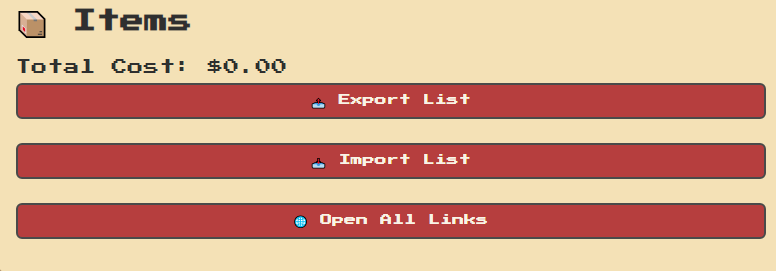 Items
Total Cost: $0.00
Export List
Import List
Open All Links